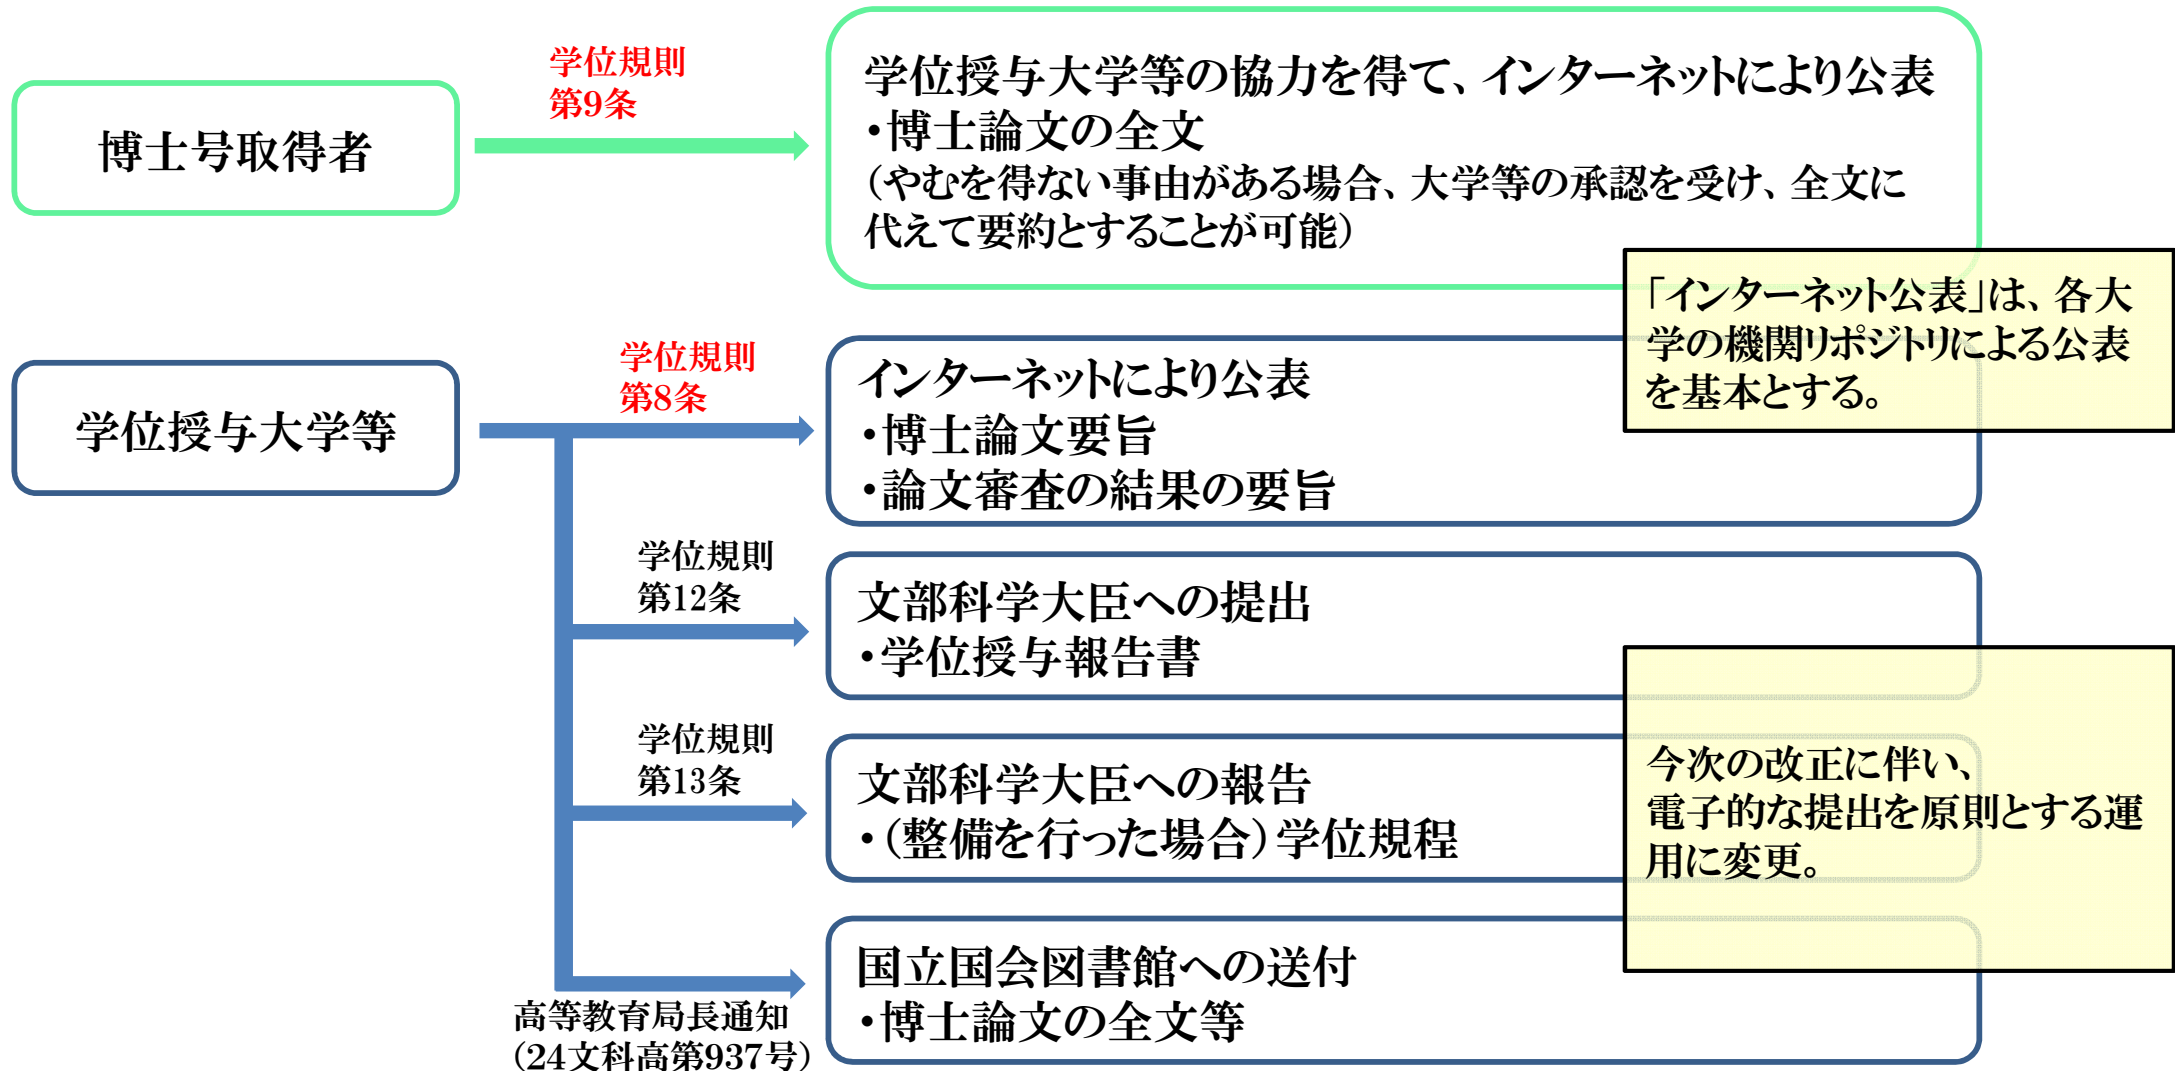 博士号取得者
学位規則
第9条
学位授与大学等の協力を得て、インターネットにより公表
・博士論文の全文
（やむを得ない事由がある場合、大学等の承認を受け、全文に
代えて要約とすることが可能）
「インターネット公表」は、各大
学の機関リポジトリによる公表
を基本とする。
学位授与大学等
学位規則
第8条
インターネットにより公表
・博士論文要旨
・論文審査の結果の要旨
学位規則
第12条
文部科学大臣への提出
・学位授与報告書
学位規則
第13条
文部科学大臣への報告
・（整備を行った場合）学位規程
今次の改正に伴い、
電子的な提出を原則とする運
用に変更。
高等教育局長通知
（24文科高第937号）
国立国会図書館への送付
・博士論文の全文等